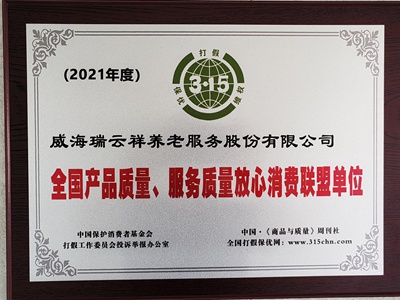 打假
3·15
保优 维权
(2021年度)
威海瑞云祥养老服务股份有限公司
全国产品质量、服务质量放心消费联盟单位
中国保护消费者基金会
打假工作委员会投诉举报办公室
中国·《商品与质量》周刊社
全国打假保优网：www.315chn.com